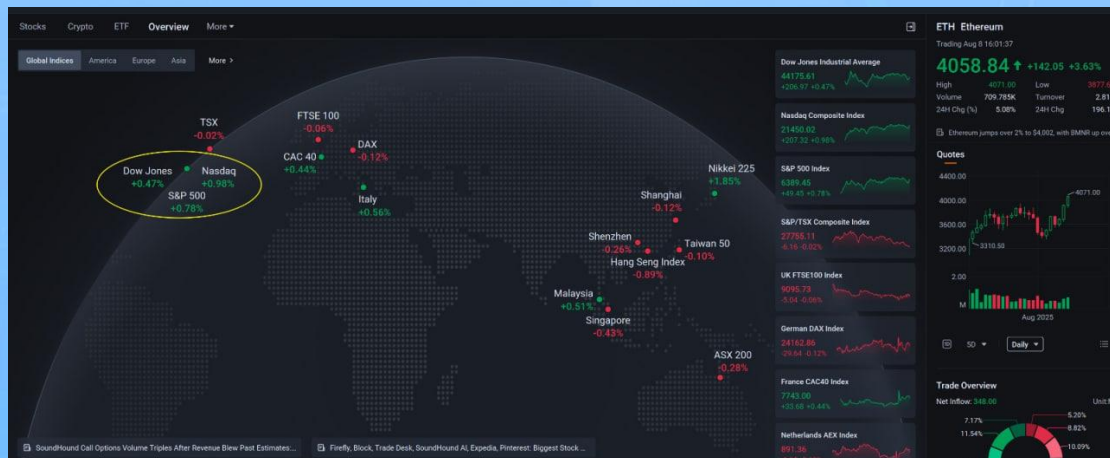 Stocks Crypto ETF Overview More
Global Indices America Europe Asia More >
TSX
-0.02%
Dow Jones
+0.47%
Nasdaq
+0.98%
S&P 500
+0.78%
FTSE 100
-0.06%
CAC 40
+0.44%
DAX
-0.12%
Italy
+0.56%
Nikkei 225
+1.85%
Shanghai
-0.12%
Shenzhen
-0.26%
Taiwan 50
-0.10%
Hang Seng Index
-0.89%
Malaysia
+0.51%
Singapore
-0.43%
ASX 200
-0.28%
SoundHound Call Options Volume Triples After Revenue Blew Past Estimates:...
Firefly, Block, Trade Desk, SoundHound AI, Expedia, Pinterest: Biggest Stock ...
Dow Jones Industrial Average
44175.61
+206.97 +0.47%
Nasdaq Composite Index
21450.02
+207.32 +0.98%
S&P 500 Index
6389.45
+49.45 +0.78%
S&P/TSX Composite Index
27755.11
-6.16 -0.02%
UK FTSE100 Index
9095.73
-5.04 -0.06%
German DAX Index
24162.86
-29.64 -0.12%
France CAC40 Index
7743.00
+33.68 +0.44%
Netherlands AEX Index
891.36
ETH Ethereum
Trading Aug 8 16:01:37
4058.84 +142.05 +3.63%
High 4071.00 Low
Volume 709.785K Turnover 2.81
24H Chg (%) 5.08% 24H Chg 196.1
Ethereum jumps over 2% to $4,002, with BMNR up ove
Quotes
4400.00
4000.00
3600.00
3200.00
4071.00
3310.50
2.00
M
Aug 2025
5D Daily
Trade Overview
Net Inflow: 348.00 Unit:
7.17%
11.54%
5.20%
8.82%
10.09%